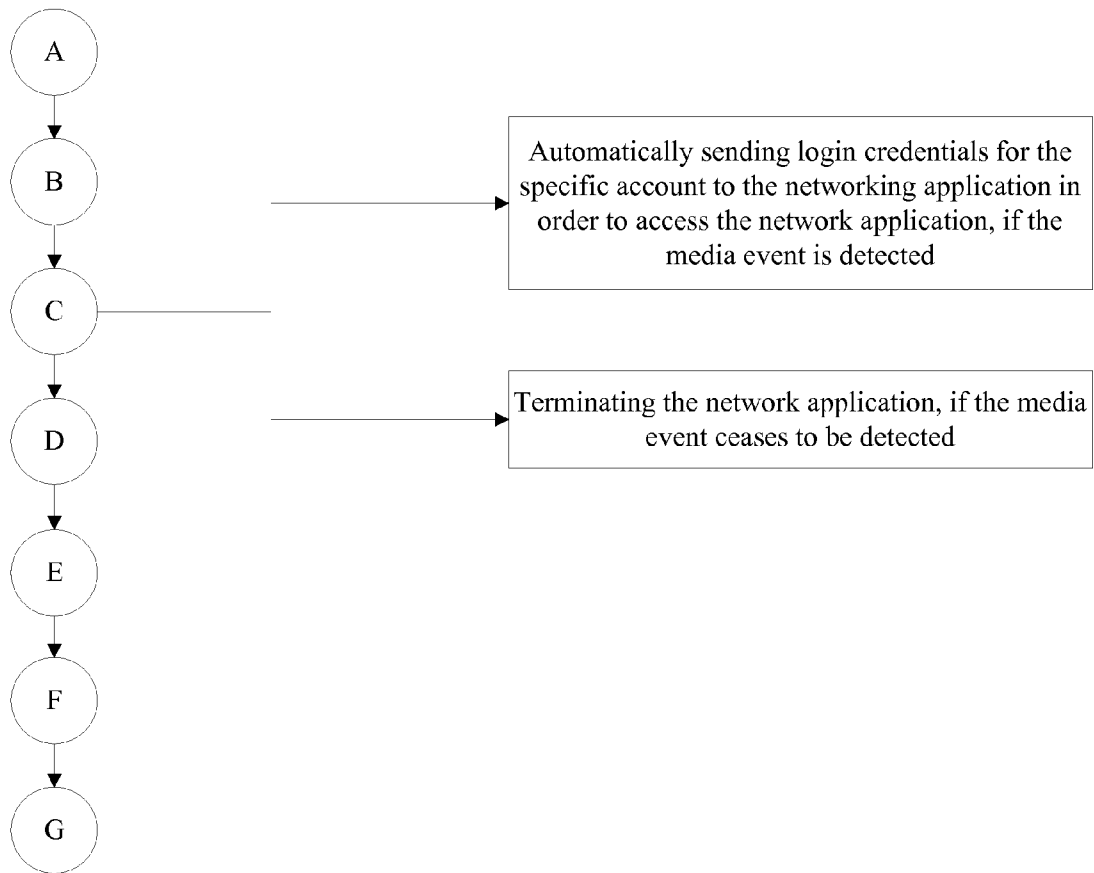 A
B
C
D
E
F
G
Automatically sending login credentials for the
specific account to the networking application in
order to access the network application, if the
media event is detected
Terminating the network application, if the media
event ceases to be detected